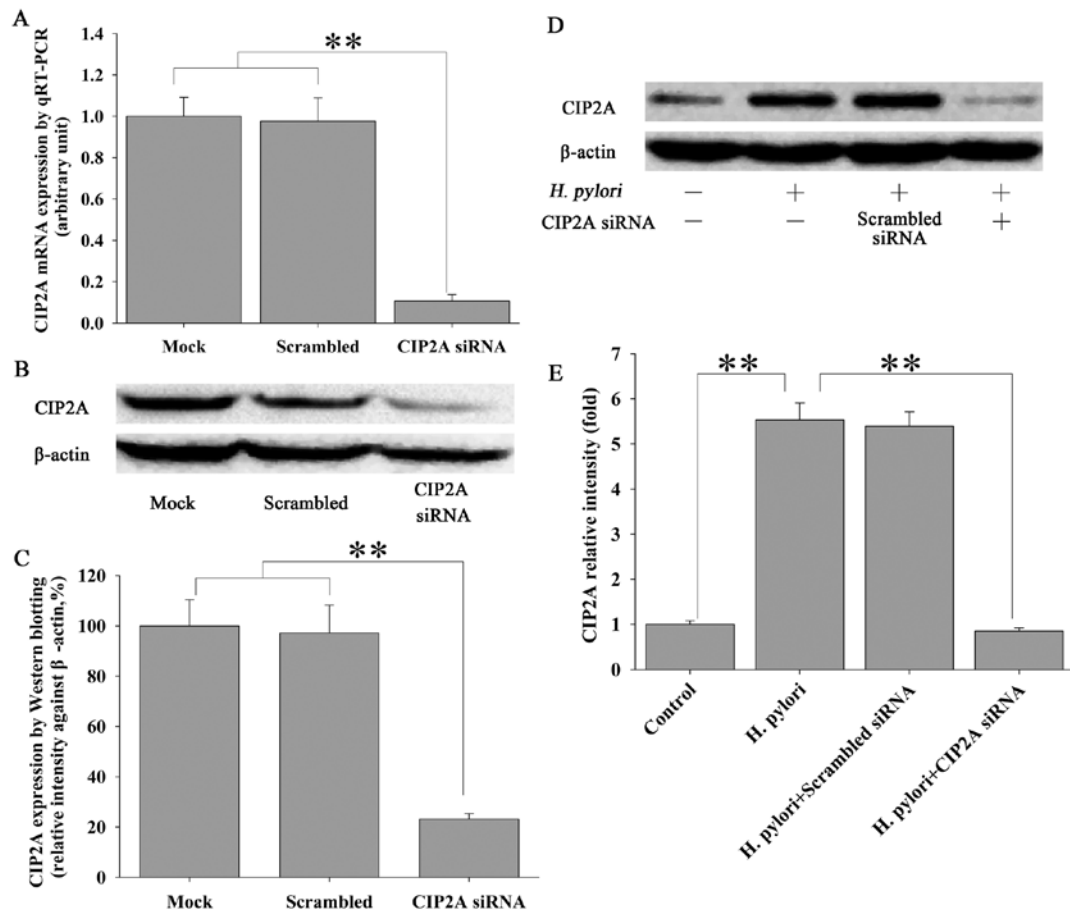 A
CIP2A mRNA expression by qRT-PCR
(arbitrary unit)
1.4
1.2
1.0
0.8
0.6
0.4
0.2
0.0
**
Mock Scrambled CIP2A siRNA
B
CIP2A
β-actin
Mock Scrambled CIP2A
siRNA
C
CIP2A expression by Western blotting
(relative intensity against β -actin,%)
120
100
80
60
40
20
0
**
Mock Scrambled CIP2A siRNA
D
CIP2A
β-actin
H. pylori − + + +
CIP2A siRNA − − Scrambled +
siRNA
E
CIP2A relative intensity (fold)
7
6
5
4
3
2
1
0
** **
Control
H. pylori
H. pylori+Scrambled siRNA
H. pylori+CIP2A siRNA